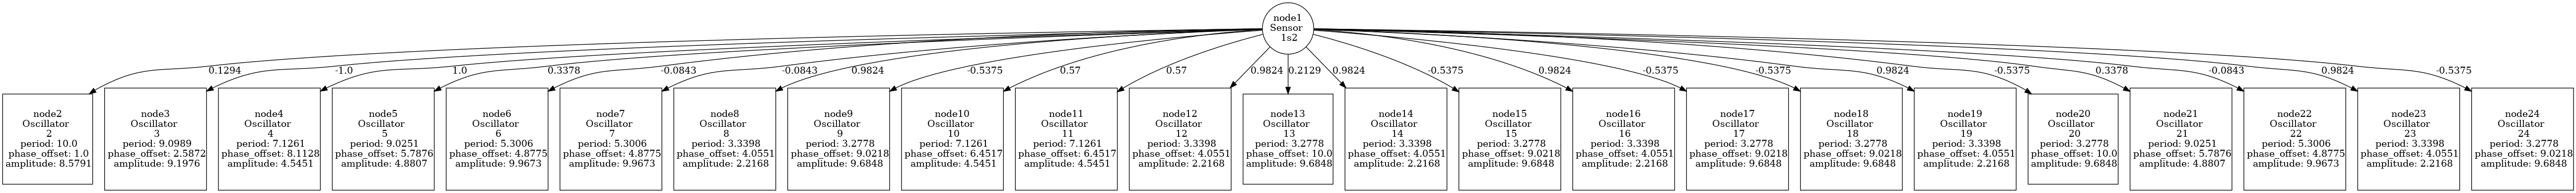 node1
Sensor
1s2
0.1294
-1.0
1.0
0.3378
-0.0843
-0.0843
0.9824
-0.5375
0.57
0.57
0.9824
0.2129
0.9824
-0.5375
0.9824
-0.5375
-0.5375
0.9824
-0.5375
0.3378
-0.0843
0.9824
-0.5375
node2
Oscillator
2
period: 10.0
phase_offset: 1.0
amplitude: 8.5791
node3
Oscillator
3
period: 9.0989
phase_offset: 2.5872
amplitude: 9.1976
node4
Oscillator
4
period: 7.1261
phase_offset: 8.1128
amplitude: 4.5451
node5
Oscillator
5
period: 9.0251
phase_offset: 5.7876
amplitude: 4.8807
node6
Oscillator
6
period: 5.3006
phase_offset: 4.8775
amplitude: 9.9673
node7
Oscillator
7
period: 5.3006
phase_offset: 4.8775
amplitude: 9.9673
node8
Oscillator
8
period: 3.3398
phase_offset: 4.0551
amplitude: 2.2168
node9
Oscillator
9
period: 3.2778
phase_offset: 9.0218
amplitude: 9.6848
node10
Oscillator
10
period: 7.1261
phase_offset: 6.4517
amplitude: 4.5451
node11
Oscillator
11
period: 7.1261
phase_offset: 6.4517
amplitude: 4.5451
node12
Oscillator
12
period: 3.3398
phase_offset: 4.0551
amplitude: 2.2168
node13
Oscillator
13
period: 3.2778
phase_offset: 10.0
amplitude: 9.6848
node14
Oscillator
14
period: 3.3398
phase_offset: 4.0551
amplitude: 2.2168
node15
Oscillator
15
period: 3.2778
phase_offset: 9.0218
amplitude: 9.6848
node16
Oscillator
16
period: 3.3398
phase_offset: 4.0551
amplitude: 2.2168
node17
Oscillator
17
period: 3.2778
phase_offset: 9.0218
amplitude: 9.6848
node18
Oscillator
18
period: 3.2778
phase_offset: 9.0218
amplitude: 9.6848
node19
Oscillator
19
period: 3.3398
phase_offset: 4.0551
amplitude: 2.2168
node20
Oscillator
20
period: 3.2778
phase_offset: 10.0
amplitude: 9.6848
node21
Oscillator
21
period: 9.0251
phase_offset: 5.7876
amplitude: 4.8807
node22
Oscillator
22
period: 5.3006
phase_offset: 4.8775
amplitude: 9.9673
node23
Oscillator
23
period: 3.3398
phase_offset: 4.0551
amplitude: 2.2168
node24
Oscillator
24
period: 3.2778
phase_offset: 9.0218
amplitude: 9.6848